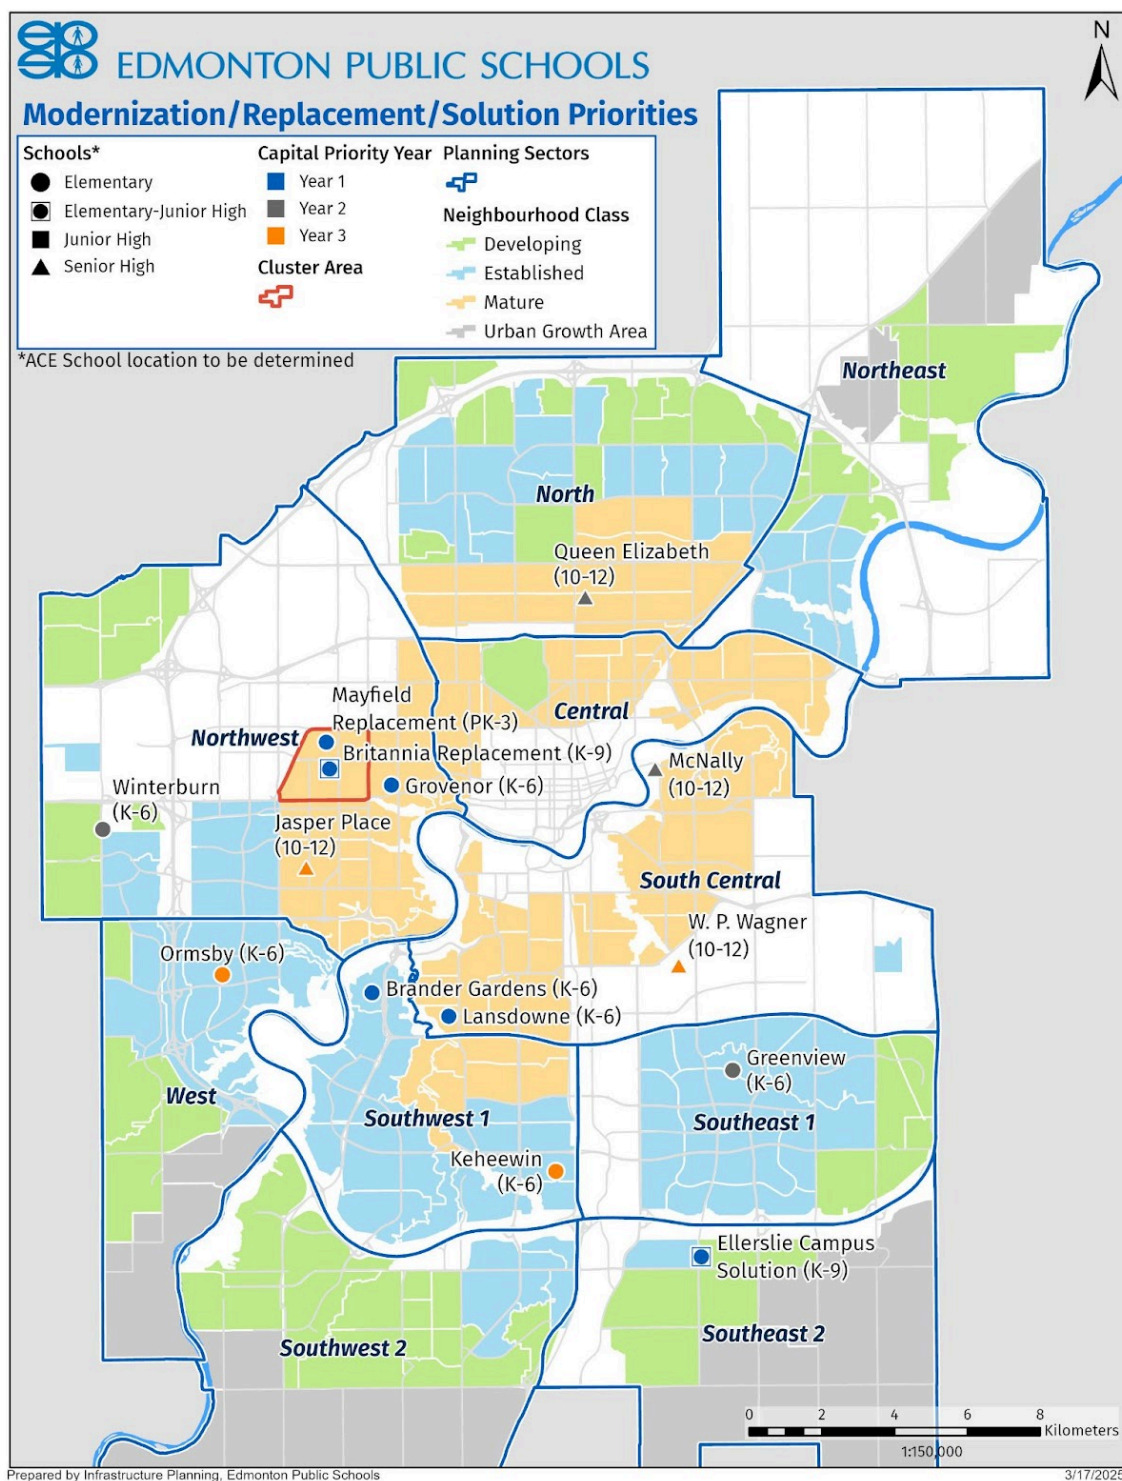 EDMONTON PUBLIC SCHOOLS
N
Modernization/Replacement/Solution Priorities
Schools*
Elementary
Elementary-Junior High
Junior High
Senior High
Capital Priority Year
Year 1
Year 2
Year 3
Cluster Area
Planning Sectors
Neighbourhood Class
Developing
Established
Mature
Urban Growth Area
*ACE School location to be determined
Northeast
North
Queen Elizabeth
(10-12)
Mayfield
Replacement (PK-3)
Central
Northwest
Britannia Replacement (K-9)
McNally
(10-12)
Winterburn
(K-6)
Grovenor (K-6)
Jasper Place
(10-12)
South Central
W. P. Wagner
(10-12)
Ormsby (K-6)
Brander Gardens (K-6)
Lansdowne (K-6)
Greenview
(K-6)
West
Southwest 1
Southeast 1
Keheewin
(K-6)
Ellerslie Campus
Solution (K-9)
Southwest 2
Southeast 2
0 2 4 6 8
Kilometers
1:150,000
Prepared by Infrastructure Planning, Edmonton Public Schools
3/17/2025